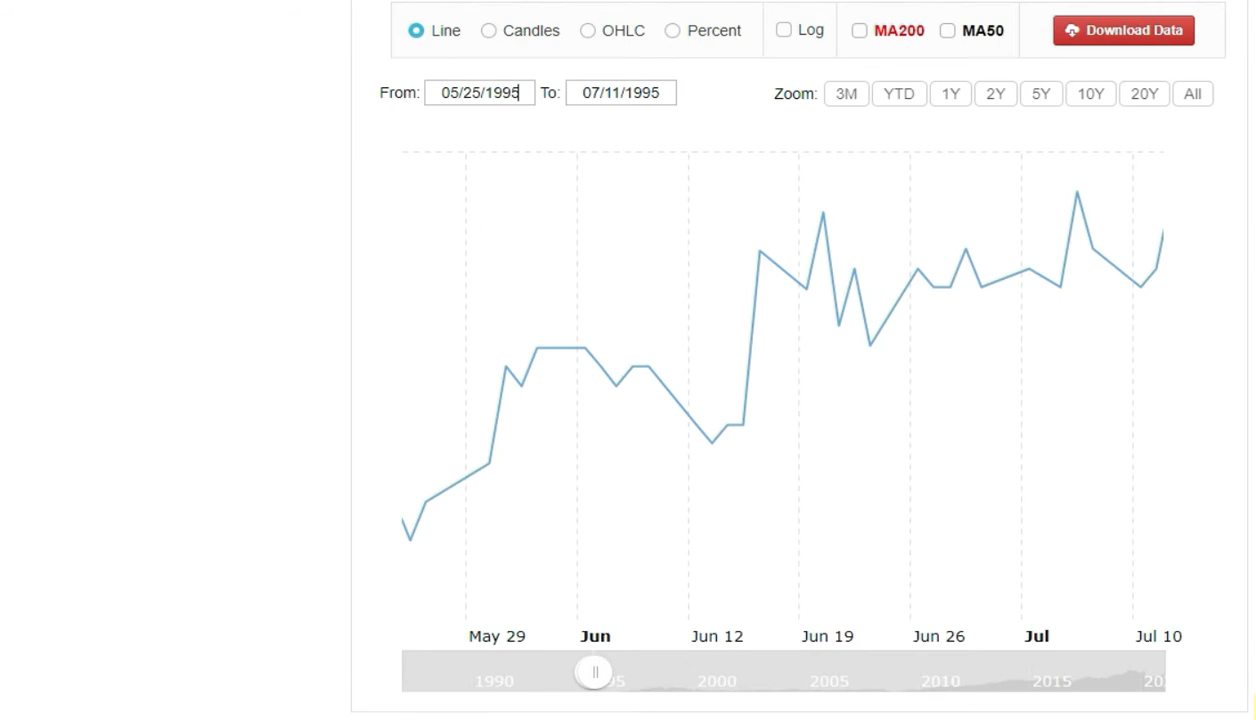 Line Candles OHLC Percent Log MA200 MA50 Download Data
From: 05/25/1995 To: 07/11/1995 Zoom: 3M YTD 1Y 2Y 5Y 10Y 20Y All
May 29 Jun Jun 12 Jun 19 Jun 26 Jul Jul 10
1990 95 2000 2005 2010 2015 20